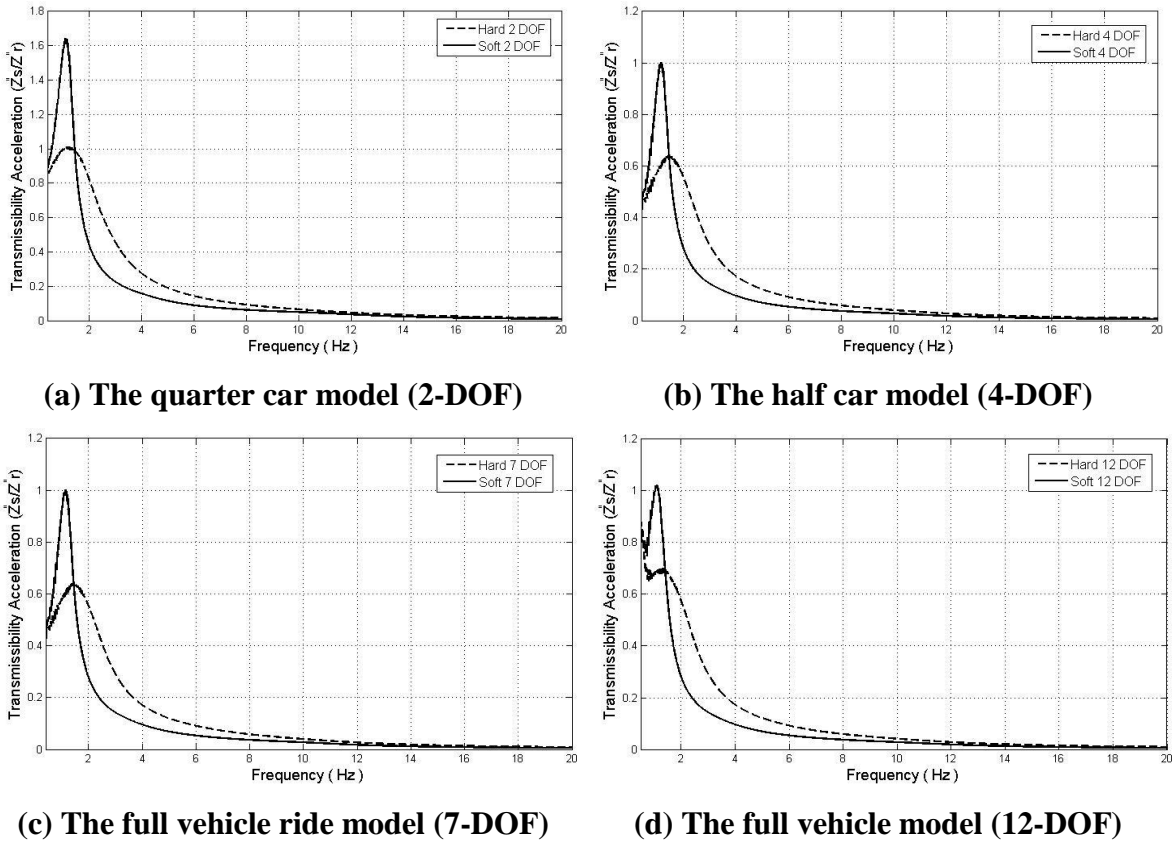 1.8
1.6
1.4
1.2
1
0.8
0.6
0.4
0.2
0
2 4 6 8 10 12 14 16 18 20
Transmissibility Acceleration (Z̈s/Z̈r)
Frequency ( Hz )
Hard 2 DOF
Soft 2 DOF
(a) The quarter car model (2-DOF)
1.2
1
0.8
0.6
0.4
0.2
0
2 4 6 8 10 12 14 16 18 20
Transmissibility Acceleration (Z̈s/Z̈r)
Frequency ( Hz )
Hard 4 DOF
Soft 4 DOF
(b) The half car model (4-DOF)
1.2
1
0.8
0.6
0.4
0.2
0
2 4 6 8 10 12 14 16 18 20
Transmissibility Acceleration (Z̈s/Z̈r)
Frequency ( Hz )
Hard 7 DOF
Soft 7 DOF
(c) The full vehicle ride model (7-DOF)
1.2
1
0.8
0.6
0.4
0.2
0
2 4 6 8 10 12 14 16 18 20
Transmissibility Acceleration (Z̈s/Z̈r)
Frequency ( Hz )
Hard 12 DOF
Soft 12 DOF
(d) The full vehicle model (12-DOF)